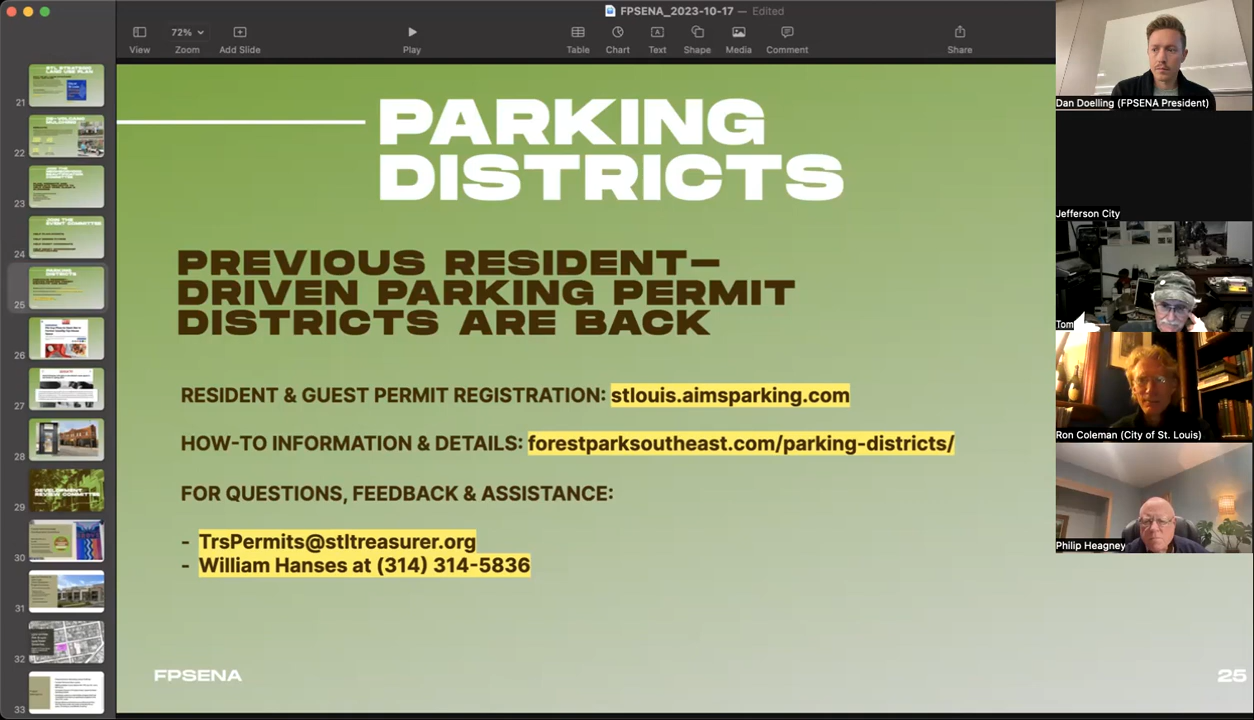 FPSENA_2023-10-17 — Edited
72%
View
Zoom
Add Slide
Play
Table
Chart
Text
Shape
Media
Comment
Share
21
22
23
24
25
26
27
28
29
30
31
32
33
PARKING
DISTRICTS
PREVIOUS RESIDENT–
DRIVEN PARKING PERMIT
DISTRICTS ARE BACK
RESIDENT & GUEST PERMIT REGISTRATION: stlouis.aimsparking.com
HOW-TO INFORMATION & DETAILS: forestparksoutheast.com/parking-districts/
FOR QUESTIONS, FEEDBACK & ASSISTANCE:
- TrsPermits@stltreasurer.org
- William Hanses at (314) 314-5836
FPSENA
25
Dan Doelling (FPSENA President)
Jefferson City
Tom
Ron Coleman (City of St. Louis)
Philip Heagney